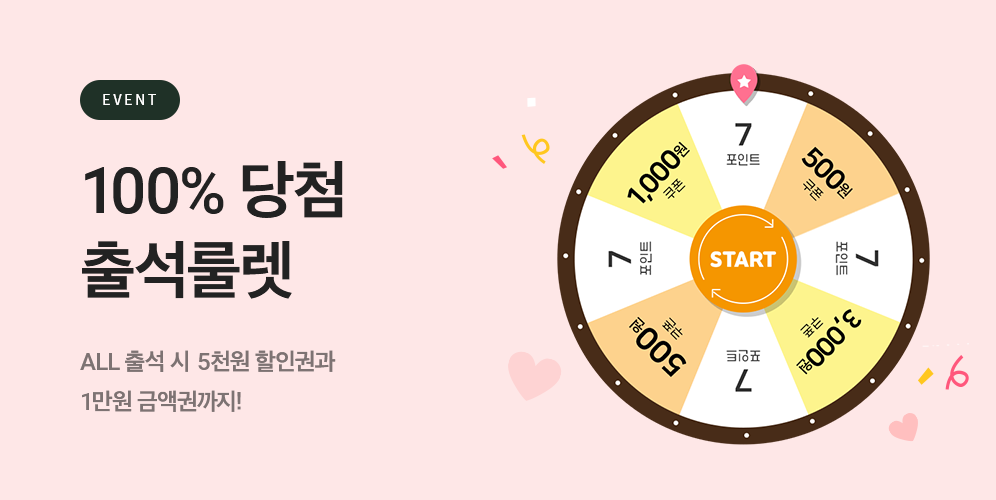 EVENT
100% 당첨
출석룰렛
ALL 출석 시 5천원 할인권과
1만원 금액권까지!
7
포인트
500원
쿠폰
7
포인트
3,000원
쿠폰
7
포인트
500원
쿠폰
7
포인트
1,000원
쿠폰
START